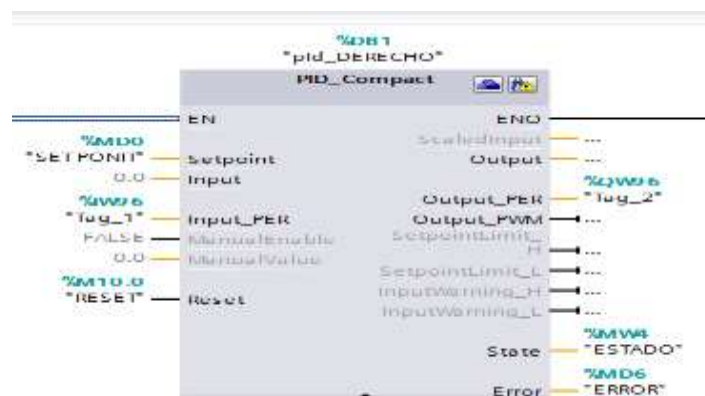 %DB1
"pid_DERECHO"
PID_Compact
EN
ENO
ScaledInput
...
%MD0
"SETPONIT"
Setpoint
Output
...
0.0
Input
%IW96
"Tag_1"
Input_PER
Output_PER
%QW96
"Tag_2"
Output_PWM
...
FALSE
ManualEnable
SetpointLimit_
H
...
0.0
ManualValue
SetpointLimit_L
...
%M10.0
"RESET"
Reset
InputWarning_H
...
InputWarning_L
...
%MW4
State
"ESTADO"
%MD6
Error
"ERROR"